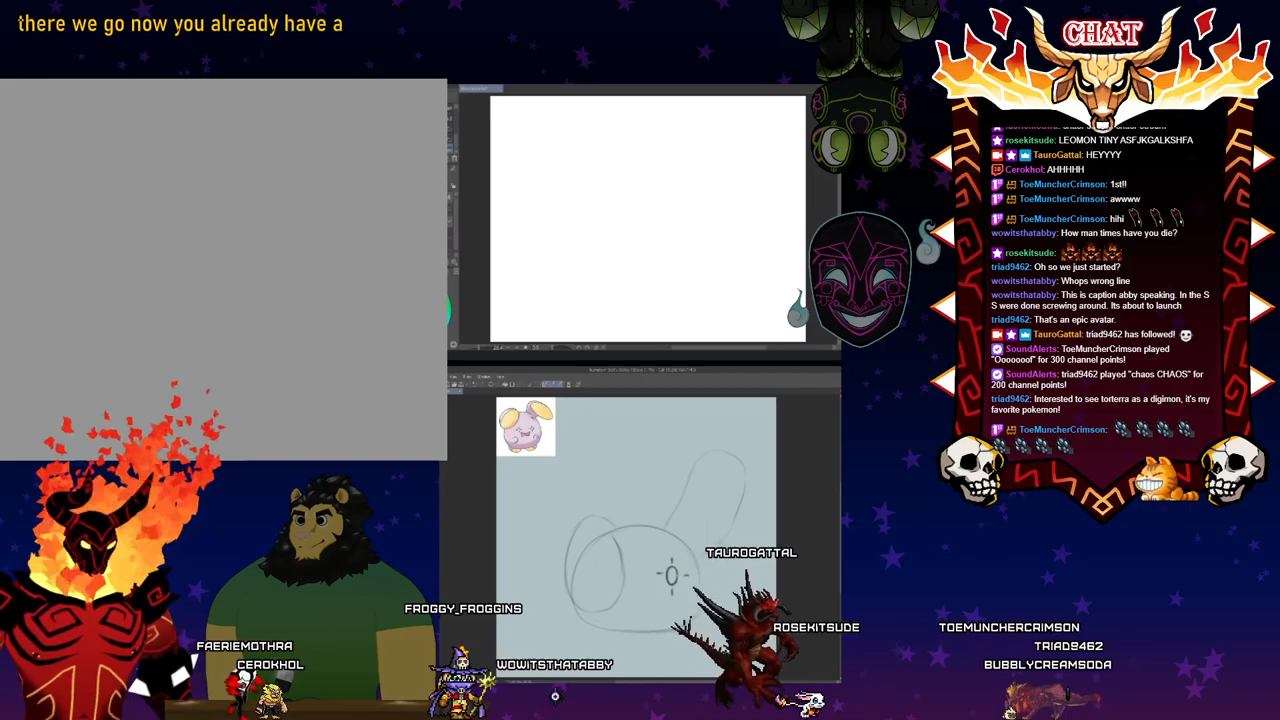 there we go now you already have a
CHAT
rosekitsude: LEOMON TINY ASFJKGALKSHFA
TauroGattal: HEYYYY
Cerokhol: AHHHHH
ToeMuncherCrimson: 1st!!
ToeMuncherCrimson: awwww
ToeMuncherCrimson: hihi
wowitsthatabby: How man times have you die?
rosekitsude:
triad9462: Oh so we just started?
wowitsthatabby: Whops wrong line
wowitsthatabby: This is caption abby speaking. In the S
S were done screwing around. Its about to launch
triad9462: That's an epic avatar.
TauroGattal: triad9462 has followed!
SoundAlerts: ToeMuncherCrimson played
"Oooooof" for 300 channel points!
SoundAlerts: triad9462 played "chaos CHAOS" for
200 channel points!
triad9462: Interested to see torterra as a digimon, it's my
favorite pokemon!
ToeMuncherCrimson:
TAUROGATTAL
FROGGY_FROGGINS
ROSEKITSUDE
TOEMUNCHERCRIMSON
FAERIEMOTHRA
TRIAD9462
CEROKHOL
WOWITSTHATABBY
BUBBLYCREAMSODA